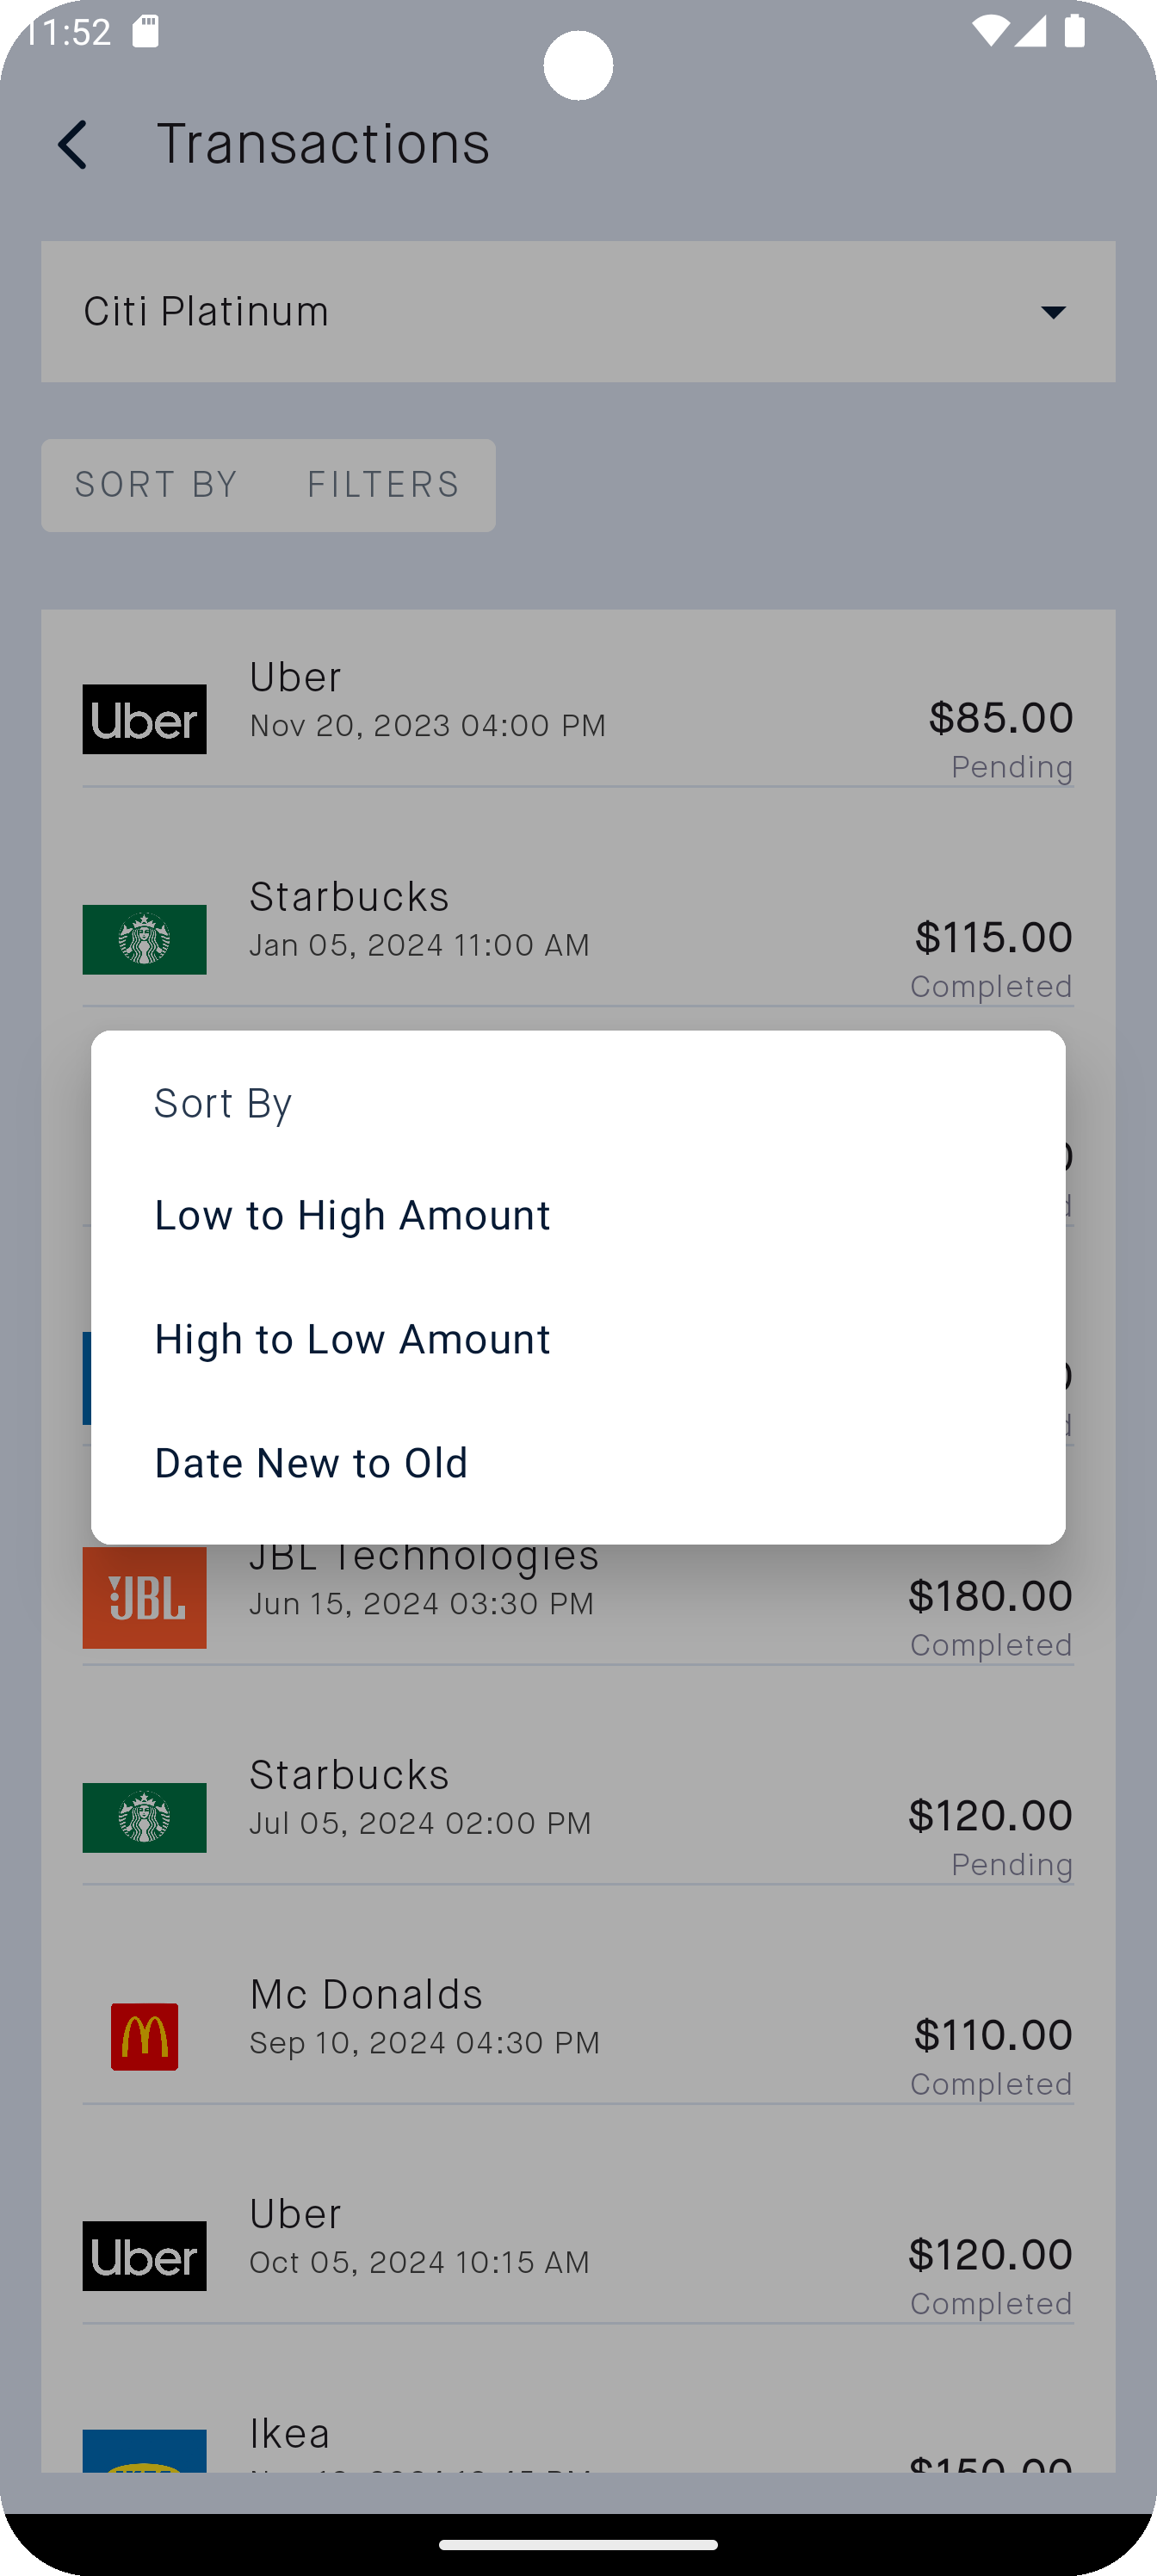 11:52
Transactions
Citi Platinum
SORT BY FILTERS
Uber
Uber
Nov 20, 2023 04:00 PM
$85.00
Pending
Starbucks
Jan 05, 2024 11:00 AM
$115.00
Completed
Sort By
Low to High Amount
High to Low Amount
Date New to Old
JBL Technologies
JBL
Jun 15, 2024 03:30 PM
$180.00
Completed
Starbucks
Jul 05, 2024 02:00 PM
$120.00
Pending
Mc Donalds
Sep 10, 2024 04:30 PM
$110.00
Completed
Uber
Uber
Oct 05, 2024 10:15 AM
$120.00
Completed
Ikea
$150.00